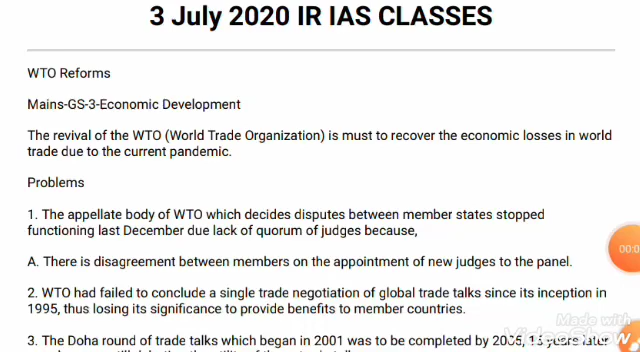 3 July 2020 IR IAS CLASSES
WTO Reforms
Mains-GS-3-Economic Development
The revival of the WTO (World Trade Organization) is must to recover the economic losses in world
trade due to the current pandemic.
Problems
1. The appellate body of WTO which decides disputes between member states stopped
functioning last December due lack of quorum of judges because,
A. There is disagreement between members on the appointment of new judges to the panel.
00:0
2. WTO had failed to conclude a single trade negotiation of global trade talks since its inception in
1995, thus losing its significance to provide benefits to member countries.
Made with
VideoShow
3. The Doha round of trade talks which began in 2001 was to be completed by 2005, 15 years later